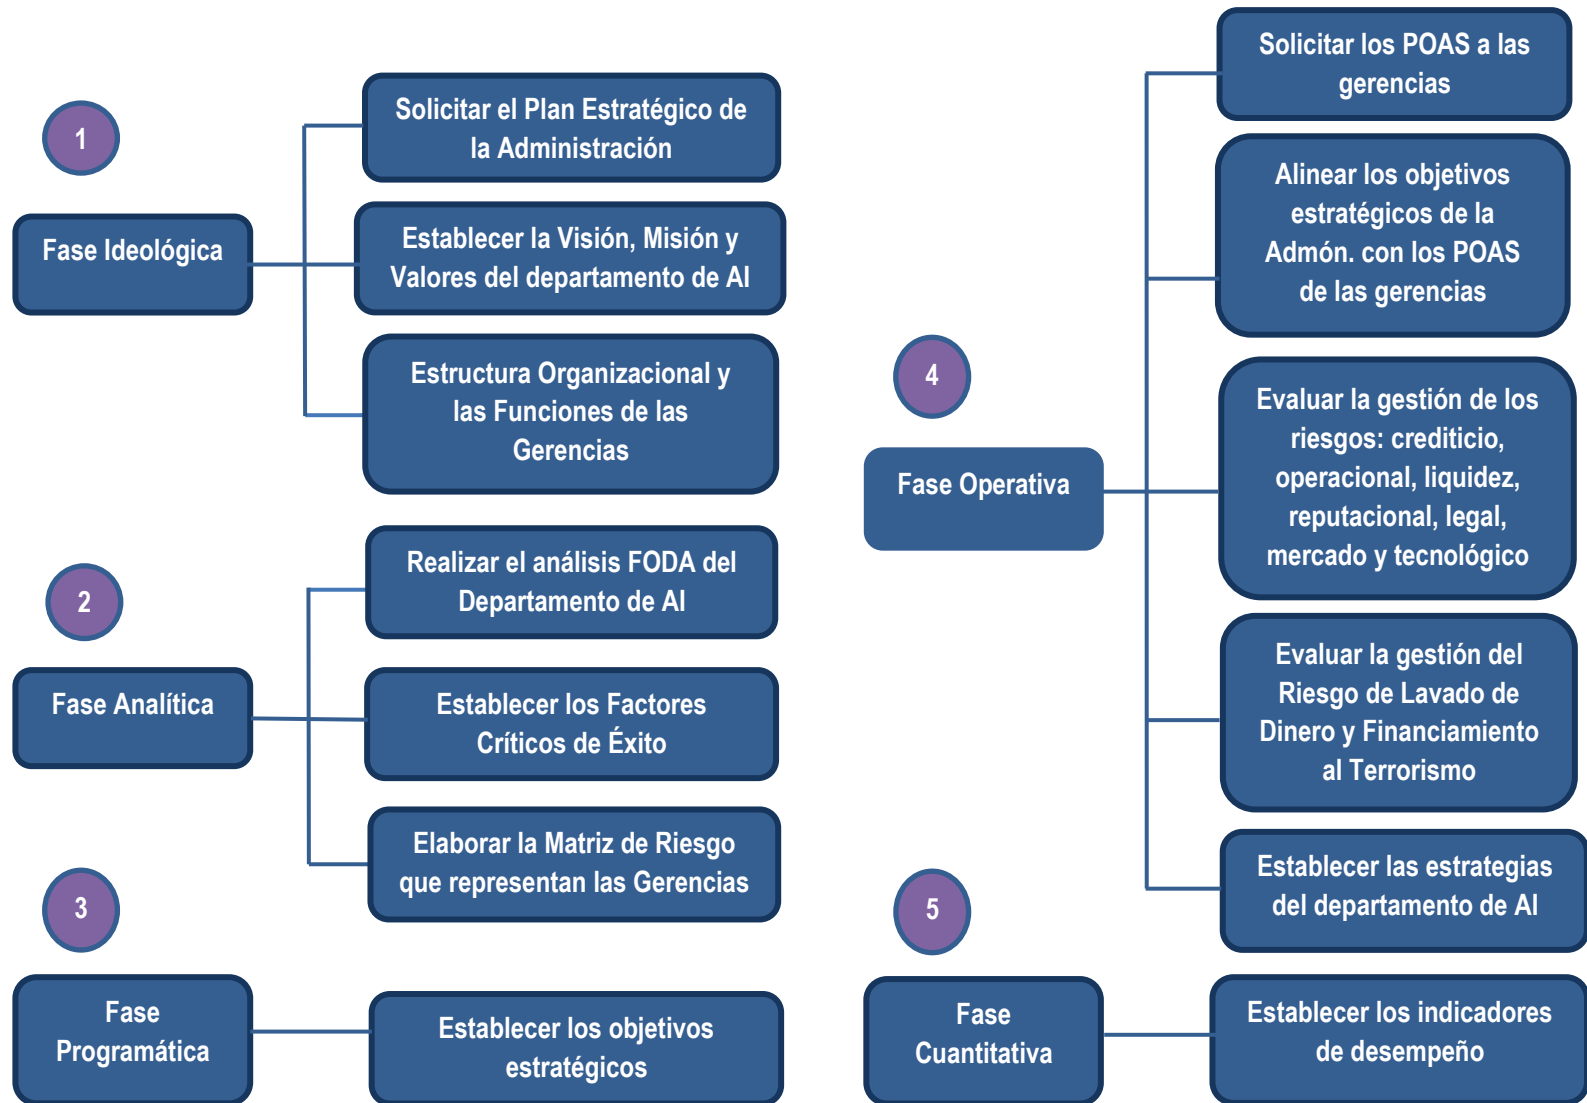 1
Fase Ideológica
Solicitar el Plan Estratégico de
la Administración
Establecer la Visión, Misión y
Valores del departamento de AI
Estructura Organizacional y
las Funciones de las
Gerencias
2
Fase Analítica
Realizar el análisis FODA del
Departamento de AI
Establecer los Factores
Críticos de Éxito
Elaborar la Matriz de Riesgo
que representan las Gerencias
3
Fase
Programática
Establecer los objetivos
estratégicos
4
Fase Operativa
Solicitar los POAS a las
gerencias
Alinear los objetivos
estratégicos de la
Admón. con los POAS
de las gerencias
Evaluar la gestión de los
riesgos: crediticio,
operacional, liquidez,
reputacional, legal,
mercado y tecnológico
Evaluar la gestión del
Riesgo de Lavado de
Dinero y Financiamiento
al Terrorismo
Establecer las estrategias
del departamento de AI
5
Fase
Cuantitativa
Establecer los indicadores
de desempeño